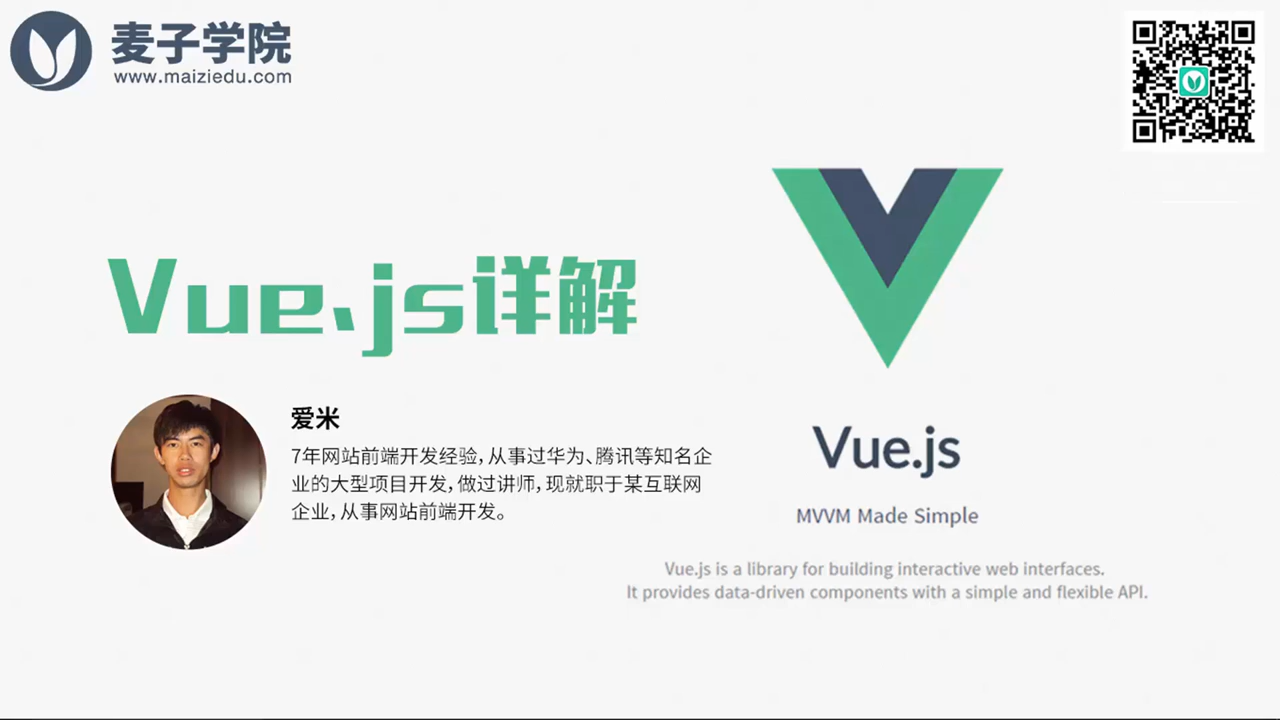 麦子学院
www.maiziedu.com
Vue.js详解
爱米
7年网站前端开发经验,从事过华为、腾讯等知名企
业的大型项目开发,做过讲师,现就职于某互联网
企业,从事网站前端开发。
Vue.js
MVVM Made Simple
Vue.js is a library for building interactive web interfaces.
It provides data-driven components with a simple and flexible API.